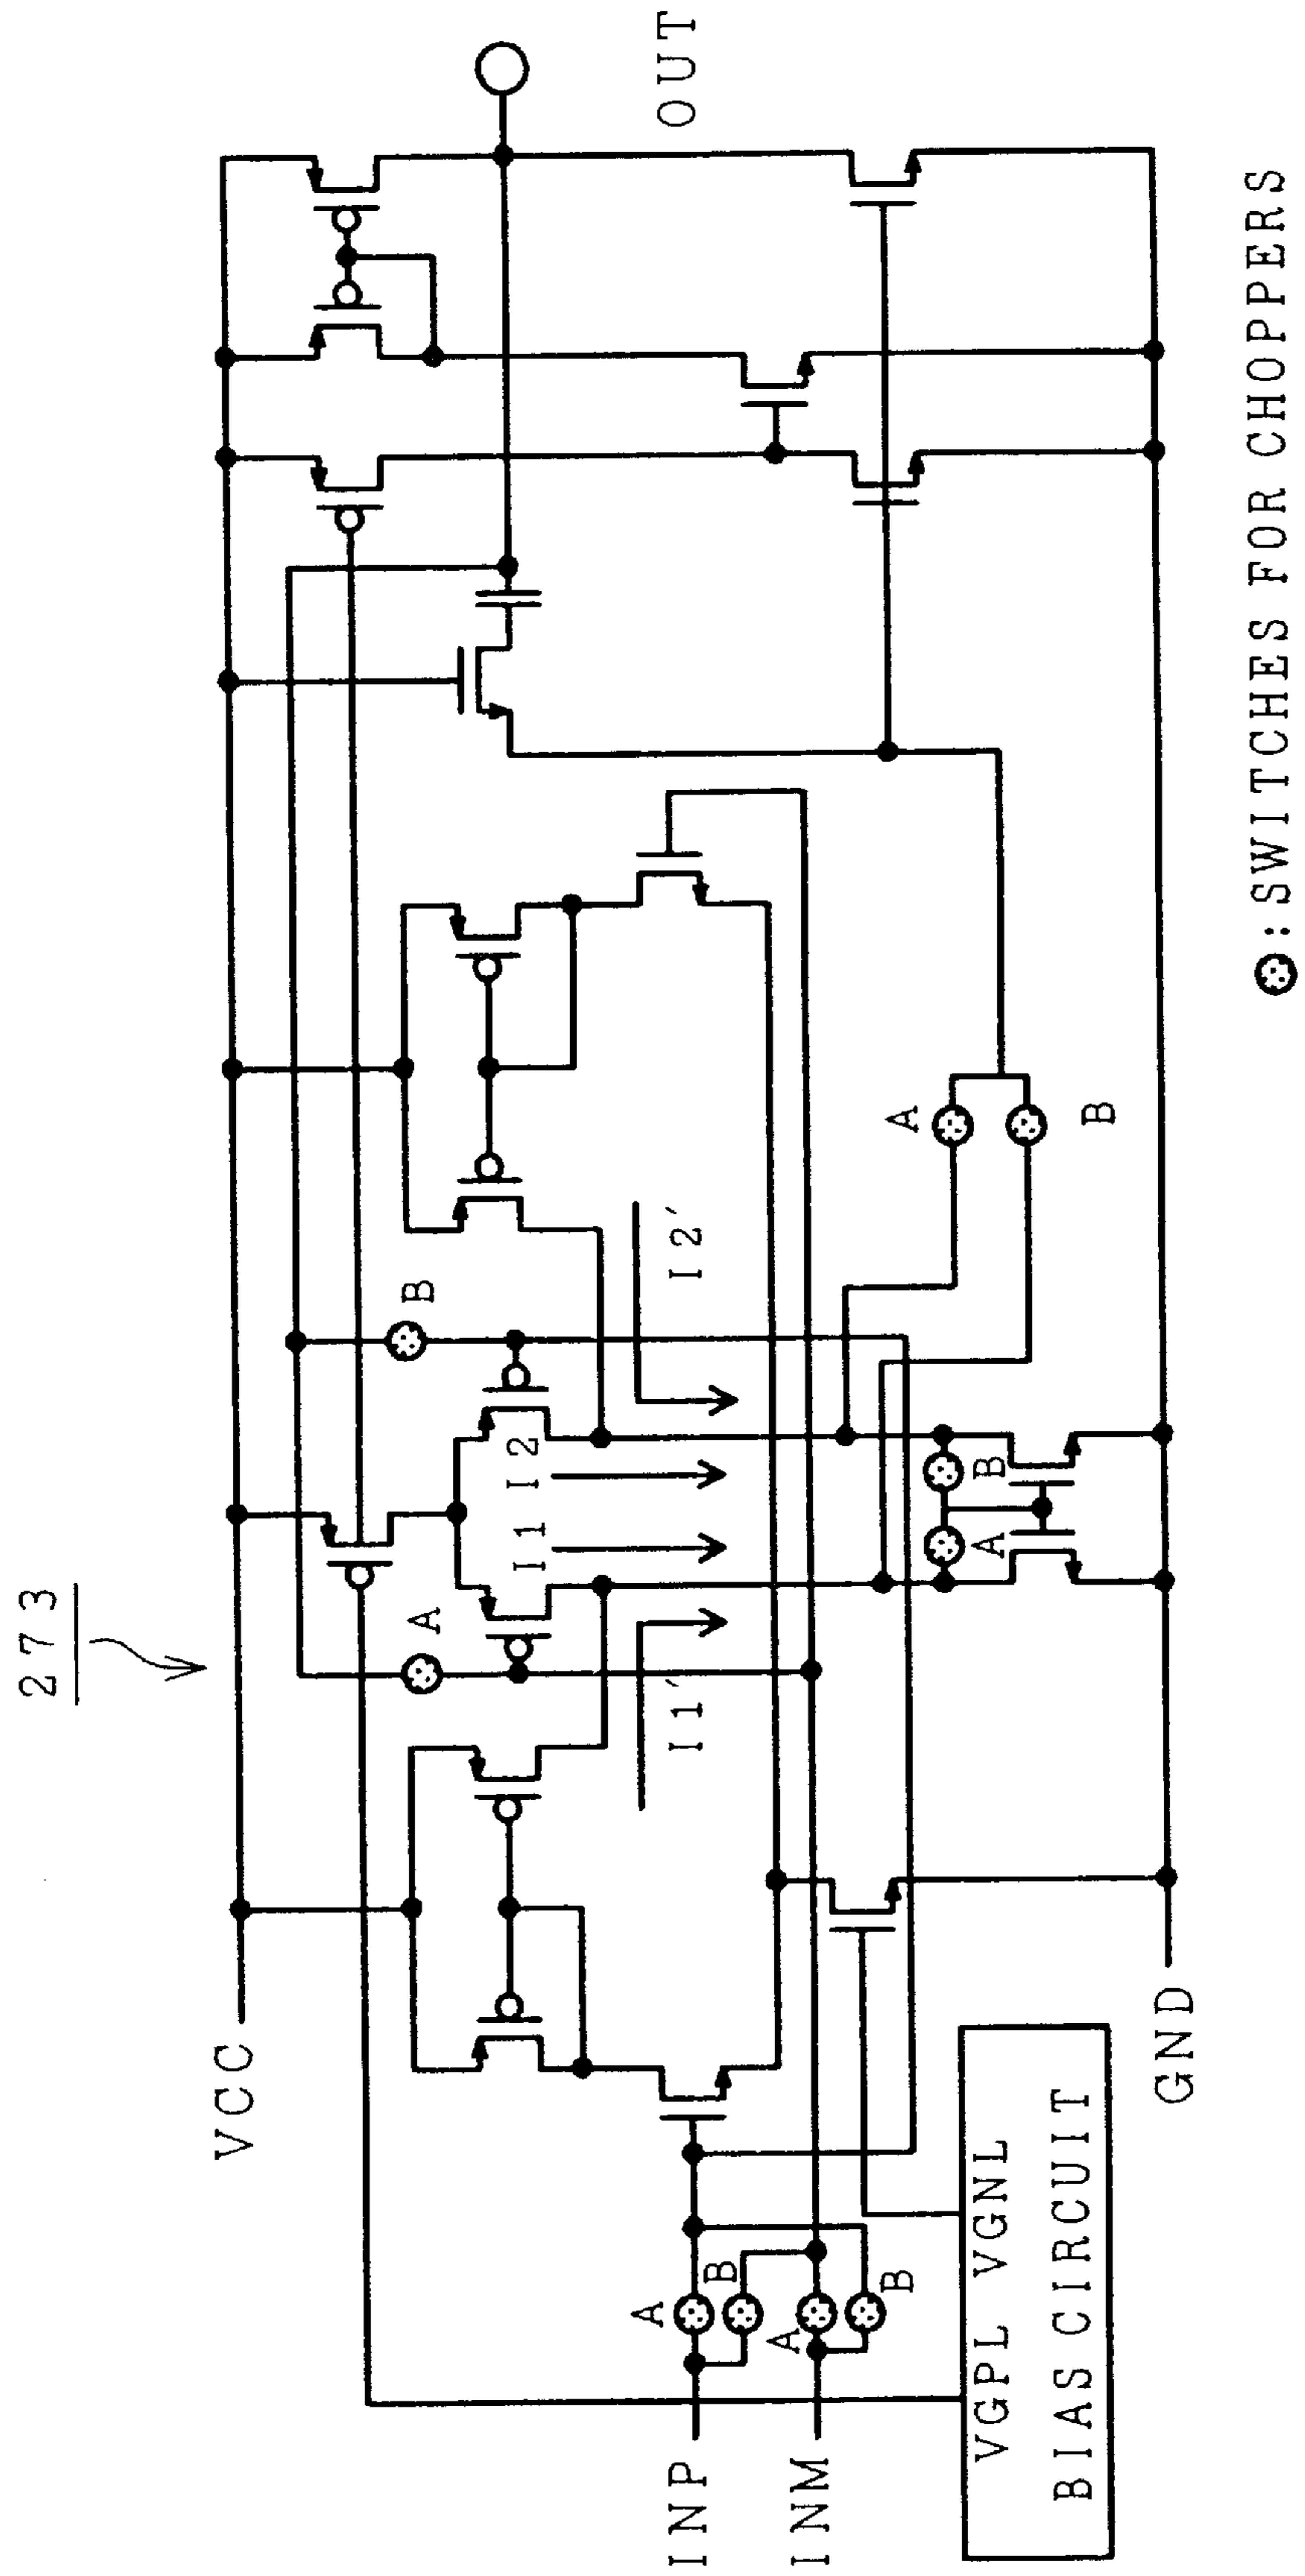 273
VCC
A
B
I1'
I1
I2
I2'
OUT
INP
INM
A
B
A
B
A
B
A
B
VGPL VGNL
BIAS CIRCUIT
GND
: SWITCHES FOR CHOPPERS